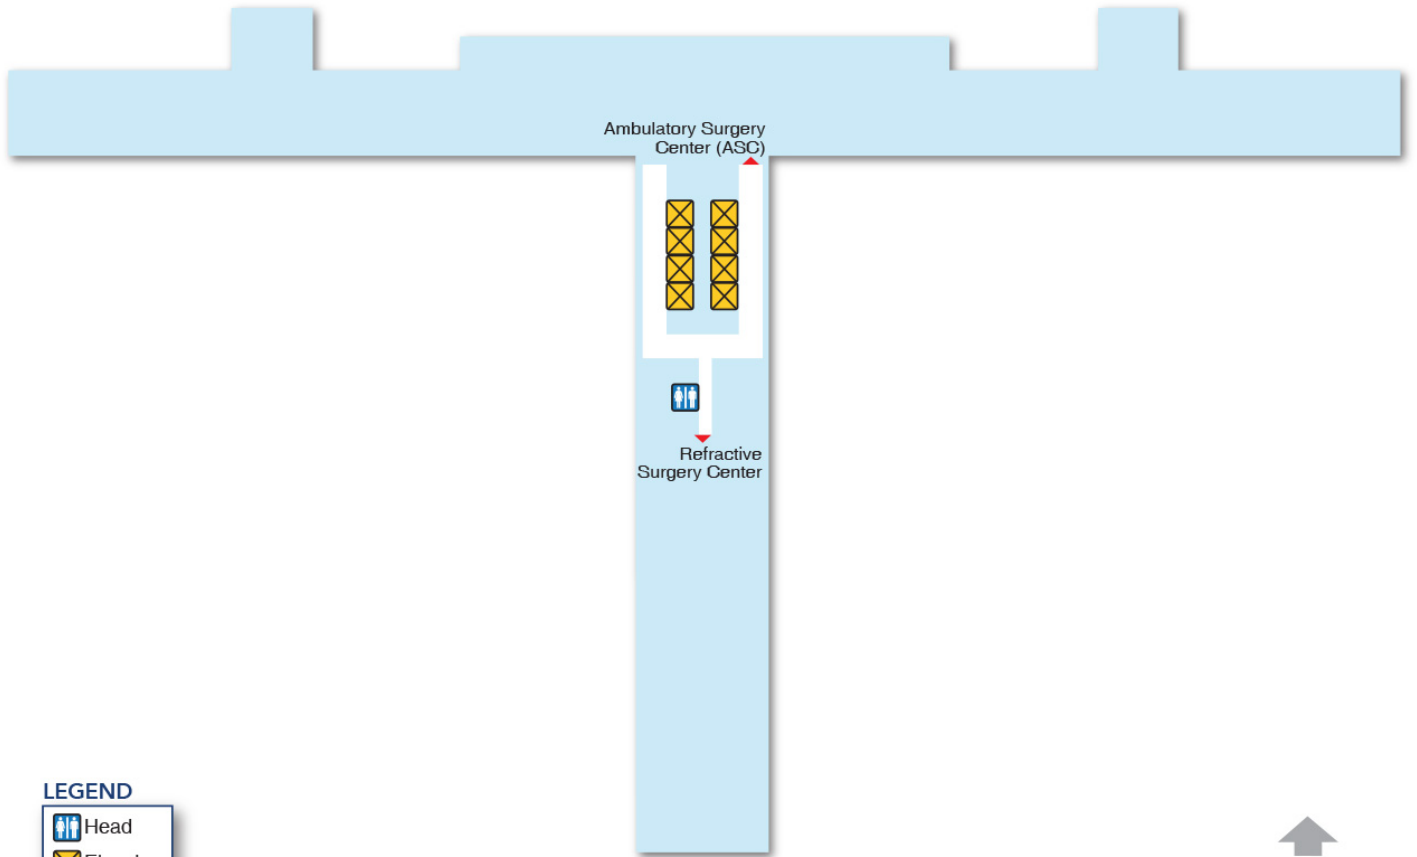 Ambulatory Surgery
Center (ASC)
Refractive
Surgery Center
LEGEND
Head